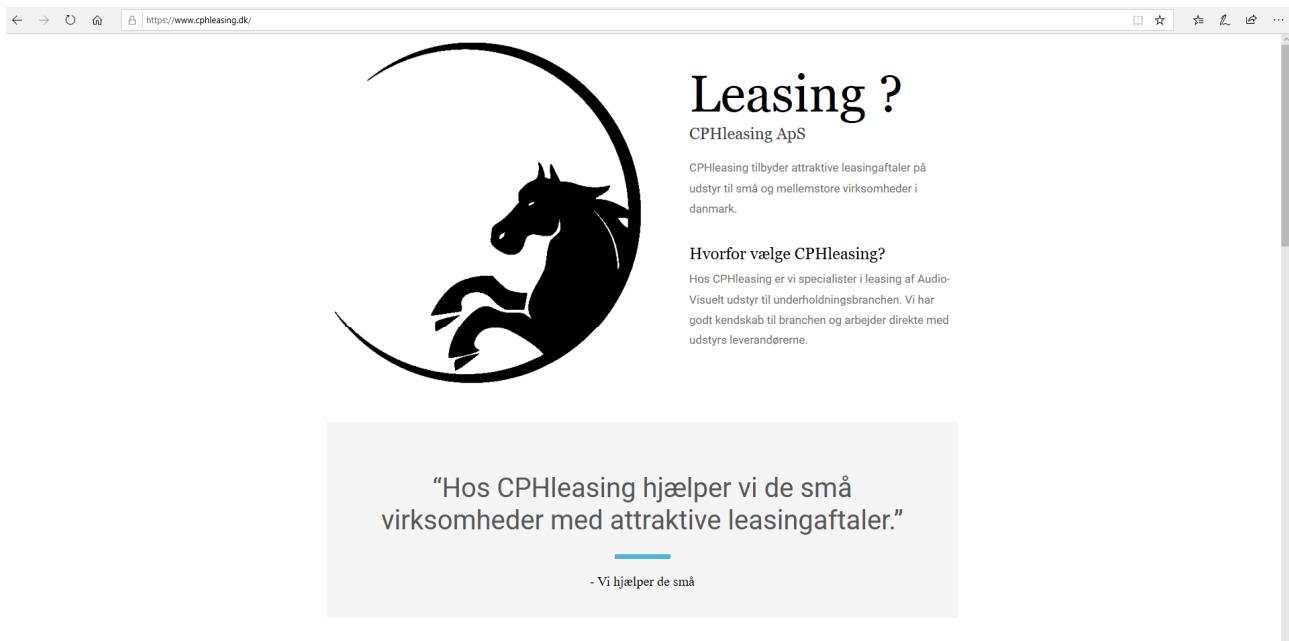 https://www.cphleasing.dk/
Leasing ?
CPHleasing ApS
CPHleasing tilbyder attraktive leasingaftaler på
udstyr til små og mellemstore virksomheder i
danmark.
Hvorfor vælge CPHleasing?
Hos CPHleasing er vi specialister i leasing af Audio-
Visuelt udstyr til underholdningsbranchen. Vi har
godt kendskab til branchen og arbejder direkte med
udstyrs leverandørerne.
“Hos CPHleasing hjælper vi de små
virksomheder med attraktive leasingaftaler.”
- Vi hjælper de små